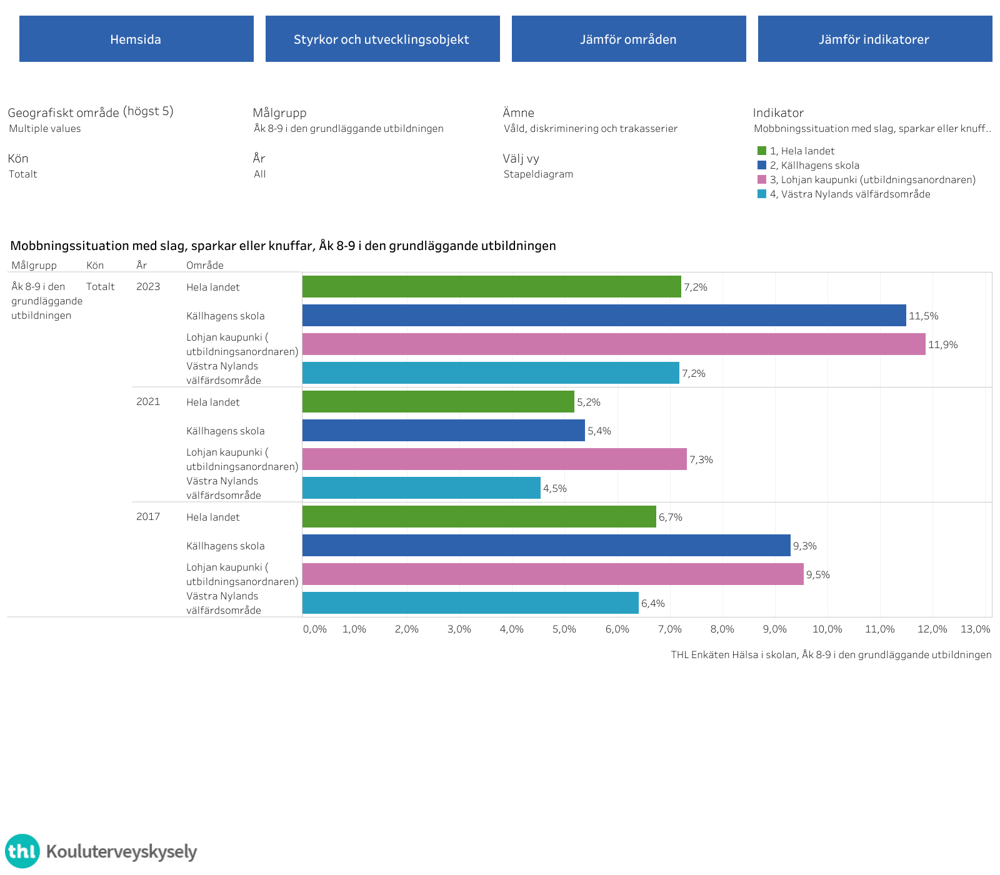 Hemsida
Styrkor och utvecklingsobjekt
Jämför områden
Jämför indikatorer
Geografiskt område (högst 5)
Multiple values
Målgrupp
Åk 8-9 i den grundläggande utbildningen
Ämne
Våld, diskriminering och trakasserier
Indikator
Mobbningssituation med slag, sparkar eller knuff..
Kön
Totalt
År
All
Välj vy
Stapeldiagram
1, Hela landet
2, Källhagens skola
3, Lohjan kaupunki (utbildningsanordnaren)
4, Västra Nylands välfärdsområde
Mobbningssituation med slag, sparkar eller knuffar, Åk 8-9 i den grundläggande utbildningen
Målgrupp Kön År Område
Åk 8-9 i den
grundläggande
utbildningen
Totalt
2023
Hela landet
7,2%
Källhagens skola
11,5%
Lohjan kaupunki (
utbildningsanordnaren)
11,9%
Västra Nylands
välfärdsområde
7,2%
2021
Hela landet
5,2%
Källhagens skola
5,4%
Lohjan kaupunki (
utbildningsanordnaren)
7,3%
Västra Nylands
välfärdsområde
4,5%
2017
Hela landet
6,7%
Källhagens skola
9,3%
Lohjan kaupunki (
utbildningsanordnaren)
9,5%
Västra Nylands
välfärdsområde
6,4%
0,0% 1,0% 2,0% 3,0% 4,0% 5,0% 6,0% 7,0% 8,0% 9,0% 10,0% 11,0% 12,0% 13,0%
THL Enkäten Hälsa i skolan, Åk 8-9 i den grundläggande utbildningen
thl Kouluterveyskysely